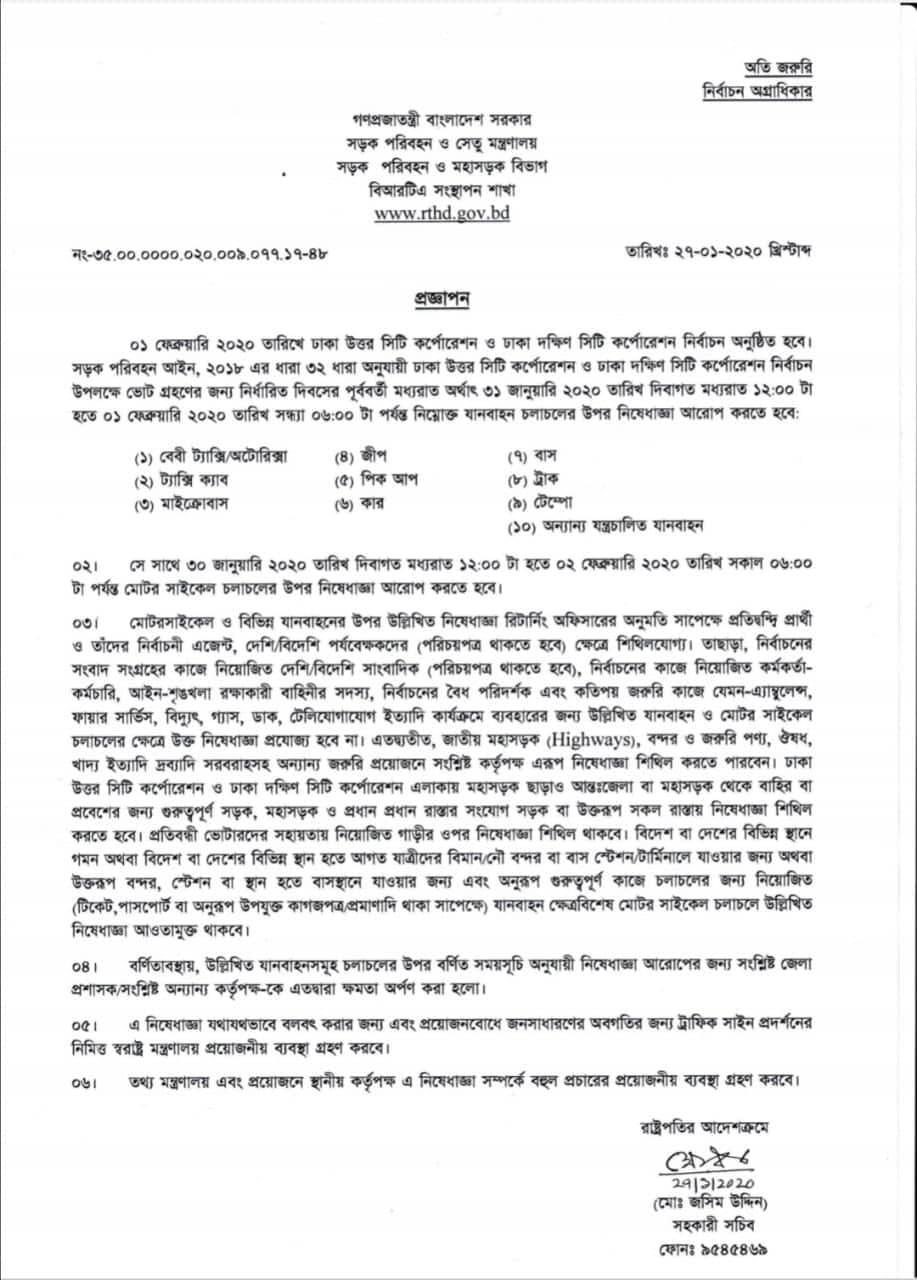 অতি জরুরি
নির্বাচন অগ্রাধিকার
গণপ্রজাতন্ত্রী বাংলাদেশ সরকার
সড়ক পরিবহন ও সেতু মন্ত্রণালয়
সড়ক পরিবহন ও মহাসড়ক বিভাগ
বিআরটিএ সংস্থাপন শাখা
www.rthd.gov.bd
নং-৩৫.০০.০০০০.০২০.০০৯.০৭৭.১৭-৪৮ তারিখঃ ২৭-০১-২০২০ খ্রিস্টাব্দ
প্রজ্ঞাপন
০১ ফেব্রুয়ারি ২০২০ তারিখে ঢাকা উত্তর সিটি কর্পোরেশন ও ঢাকা দক্ষিণ সিটি কর্পোরেশন নির্বাচন অনুষ্ঠিত হবে।
সড়ক পরিবহন আইন, ২০১৮ এর ধারা ৩২ ধারা অনুযায়ী ঢাকা উত্তর সিটি কর্পোরেশন ও ঢাকা দক্ষিণ সিটি কর্পোরেশন নির্বাচন
উপলক্ষে ভোট গ্রহণের জন্য নির্ধারিত দিবসের পূর্ববর্তী মধ্যরাত অর্থাৎ ৩১ জানুয়ারি ২০২০ তারিখ দিবাগত মধ্যরাত ১২:০০ টা
হতে ০১ ফেব্রুয়ারি ২০২০ তারিখ সন্ধ্যা ০৬:০০ টা পর্যন্ত নিম্নোক্ত যানবাহন চলাচলের উপর নিষেধাজ্ঞা আরোপ করতে হবে:
(১) বেবী ট্যাক্সি/অটোরিক্সা (৪) জীপ (৭) বাস
(২) ট্যাক্সি ক্যাব (৫) পিক আপ (৮) ট্রাক
(৩) মাইক্রোবাস (৬) কার (৯) টেম্পো
(১০) অন্যান্য যন্ত্রচালিত যানবাহন
০২। সে সাথে ৩০ জানুয়ারি ২০২০ তারিখ দিবাগত মধ্যরাত ১২:০০ টা হতে ০২ ফেব্রুয়ারি ২০২০ তারিখ সকাল ০৬:০০
টা পর্যন্ত মোটর সাইকেল চলাচলের উপর নিষেধাজ্ঞা আরোপ করতে হবে।
০৩। মোটরসাইকেল ও বিভিন্ন যানবাহনের উপর উল্লিখিত নিষেধাজ্ঞা রিটার্নিং অফিসারের অনুমতি সাপেক্ষে প্রতিদ্বন্দ্বি প্রার্থী
ও তাঁদের নির্বাচনী এজেন্ট, দেশি/বিদেশি পর্যবেক্ষকদের (পরিচয়পত্র থাকতে হবে) ক্ষেত্রে শিথিলযোগ্য। তাছাড়া, নির্বাচনের
সংবাদ সংগ্রহের কাজে নিয়োজিত দেশি/বিদেশি সাংবাদিক (পরিচয়পত্র থাকতে হবে), নির্বাচনের কাজে নিয়োজিত কর্মকর্তা-
কর্মচারি, আইন-শৃঙখলা রক্ষাকারী বাহিনীর সদস্য, নির্বাচনের বৈধ পরিদর্শক এবং কতিপয় জরুরি কাজে যেমন-এ্যাম্বুলেন্স,
ফায়ার সার্ভিস, বিদ্যুৎ, গ্যাস, ডাক, টেলিযোগাযোগ ইত্যাদি কার্যক্রমে ব্যবহারের জন্য উল্লিখিত যানবাহন ও মোটর সাইকেল
চলাচলের ক্ষেত্রে উক্ত নিষেধাজ্ঞা প্রযোজ্য হবে না। এতদ্ব্যতীত, জাতীয় মহাসড়ক (Highways), বন্দর ও জরুরি পণ্য, ঔষধ,
খাদ্য ইত্যাদি দ্রব্যাদি সরবরাহসহ অন্যান্য জরুরি প্রয়োজনে সংশ্লিষ্ট কর্তৃপক্ষ এরূপ নিষেধাজ্ঞা শিথিল করতে পারবেন। ঢাকা
উত্তর সিটি কর্পোরেশন ও ঢাকা দক্ষিণ সিটি কর্পোরেশন এলাকায় মহাসড়ক ছাড়াও আন্তঃজেলা বা মহাসড়ক থেকে বাহির বা
প্রবেশের জন্য গুরুত্বপূর্ণ সড়ক, মহাসড়ক ও প্রধান প্রধান রাস্তার সংযোগ সড়ক বা উক্তরূপ সকল রাস্তায় নিষেধাজ্ঞা শিথিল
করতে হবে। প্রতিবন্ধী ভোটারদের সহায়তায় নিয়োজিত গাড়ীর ওপর নিষেধাজ্ঞা শিথিল থাকবে। বিদেশ বা দেশের বিভিন্ন স্থানে
গমন অথবা বিদেশ বা দেশের বিভিন্ন স্থান হতে আগত যাত্রীদের বিমান/নৌ বন্দর বা বাস স্টেশন/টার্মিনালে যাওয়ার জন্য অথবা
উক্তরূপ বন্দর, স্টেশন বা স্থান হতে বাসস্থানে যাওয়ার জন্য এবং অনুরূপ গুরুত্বপূর্ণ কাজে চলাচলের জন্য নিয়োজিত
(টিকেট,পাসপোর্ট বা অনুরূপ উপযুক্ত কাগজপত্র/প্রমাণাদি থাকা সাপেক্ষে) যানবাহন ক্ষেত্রবিশেষ মোটর সাইকেল চলাচলে উল্লিখিত
নিষেধাজ্ঞা আওতামুক্ত থাকবে।
০৪। বর্ণিতাবস্থায়, উল্লিখিত যানবাহনসমূহ চলাচলের উপর বর্ণিত সময়সূচি অনুযায়ী নিষেধাজ্ঞা আরোপের জন্য সংশ্লিষ্ট জেলা
প্রশাসক/সংশ্লিষ্ট অন্যান্য কর্তৃপক্ষ-কে এতদ্বারা ক্ষমতা অর্পণ করা হলো।
০৫। এ নিষেধাজ্ঞা যথাযথভাবে বলবৎ করার জন্য এবং প্রয়োজনবোধে জনসাধারণের অবগতির জন্য ট্রাফিক সাইন প্রদর্শনের
নিমিত্ত স্বরাষ্ট্র মন্ত্রণালয় প্রয়োজনীয় ব্যবস্থা গ্রহণ করবে।
০৬। তথ্য মন্ত্রণালয় এবং প্রয়োজনে স্থানীয় কর্তৃপক্ষ এ নিষেধাজ্ঞা সম্পর্কে বহুল প্রচারের প্রয়োজনীয় ব্যবস্থা গ্রহণ করবে।
রাষ্ট্রপতির আদেশক্রমে
২৭/১/২০২০
(মোঃ জসিম উদ্দিন)
সহকারী সচিব
ফোনঃ ৯৫৪৫৪৬৯